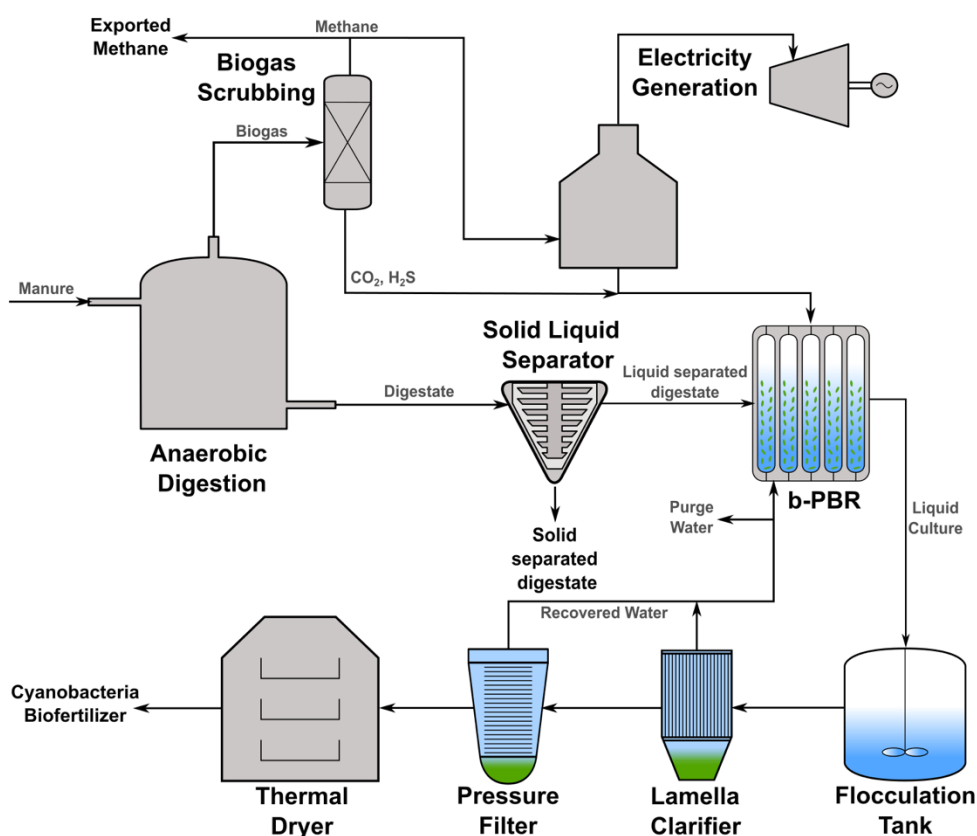 Exported
Methane
Methane
Biogas
Scrubbing
Electricity
Generation
Biogas
Manure
CO₂, H₂S
Solid Liquid
Separator
Liquid separated
digestate
Digestate
Anaerobic
Digestion
b-PBR
Purge
Water
Liquid
Culture
Solid
separated
digestate
Recovered Water
Cyanobacteria
Biofertilizer
Thermal
Dryer
Pressure
Filter
Lamella
Clarifier
Flocculation
Tank